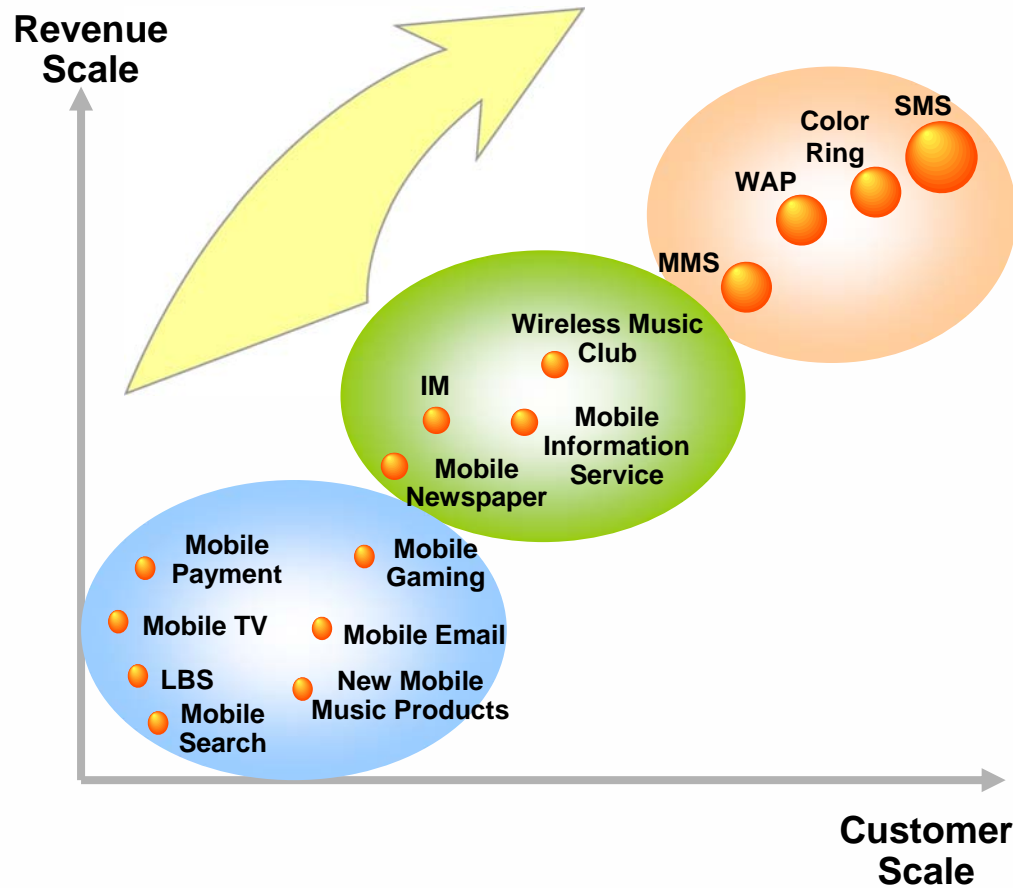 Revenue
Scale
SMS
Color
Ring
WAP
MMS
Wireless Music
Club
IM
Mobile
Information
Service
Mobile
Newspaper
Mobile
Payment
Mobile
Gaming
Mobile TV
Mobile Email
LBS
New Mobile
Music Products
Mobile
Search
Customer
Scale